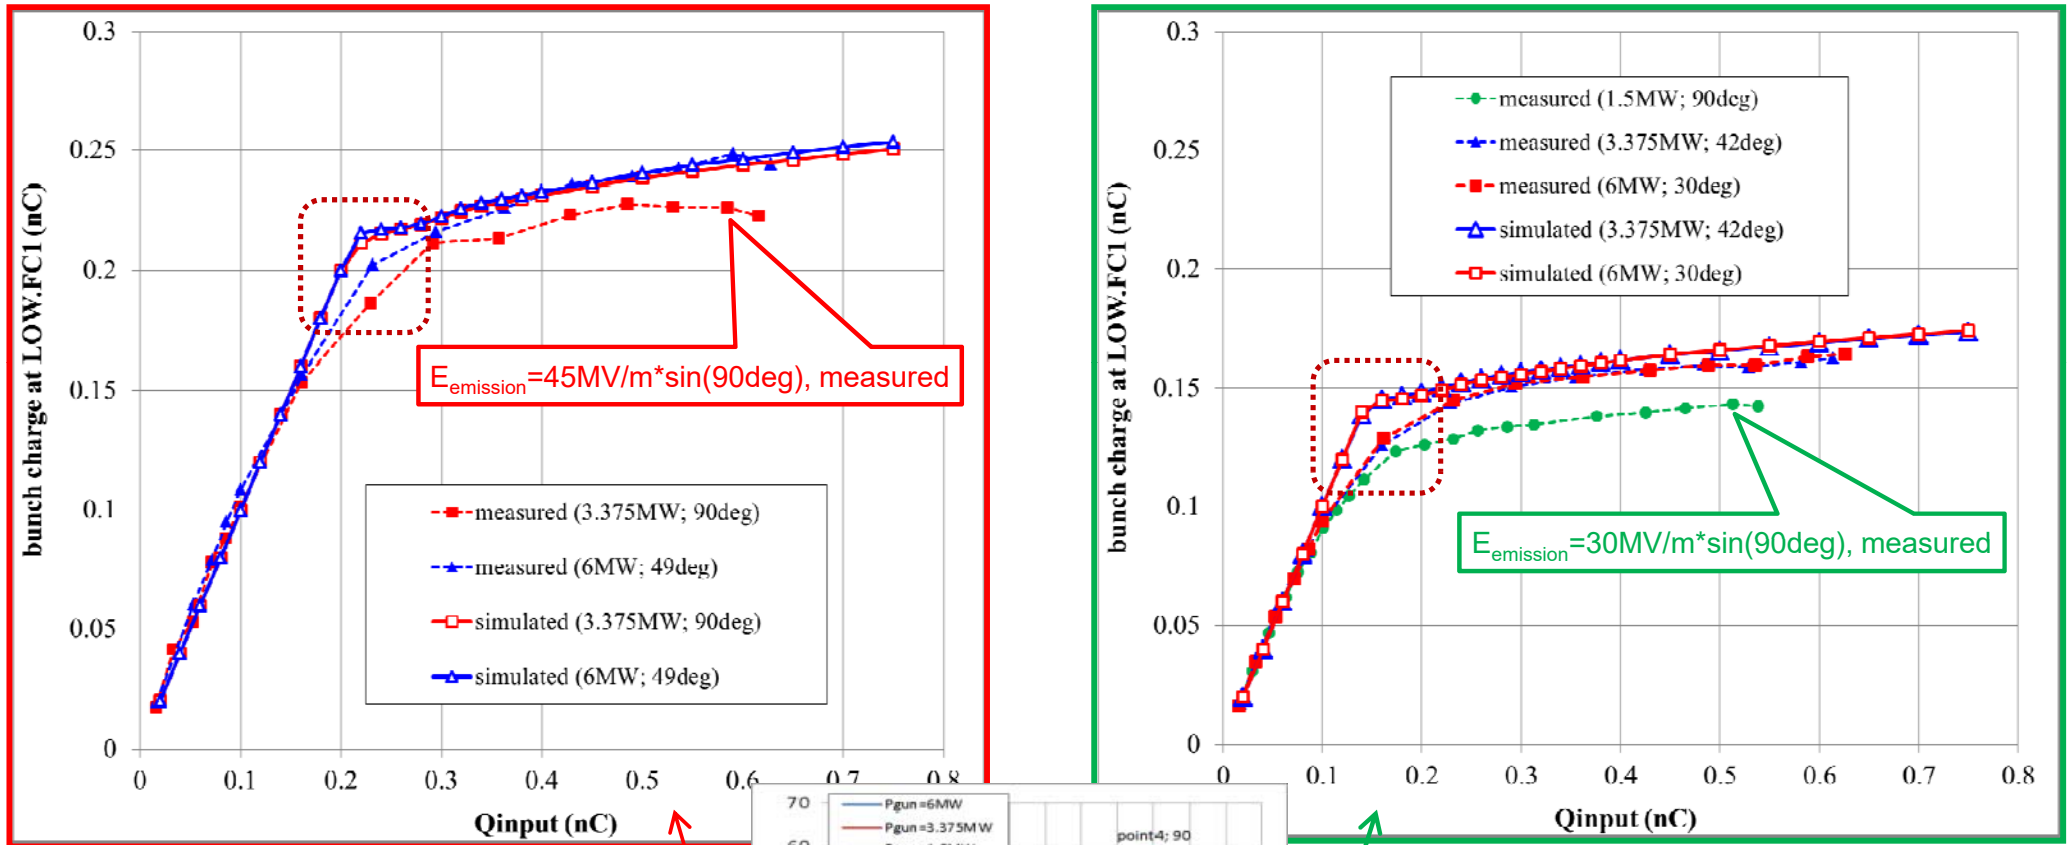 0.3
0.25
0.2
0.15
0.1
0.05
0
0 0.1 0.2 0.3 0.4 0.5 0.6 0.7 0.8
bunch charge at LOW.FC1 (nC)
Qinput (nC)
Eemission=45MV/m*sin(90deg), measured
measured (3.375MW; 90deg)
measured (6MW; 49deg)
simulated (3.375MW; 90deg)
simulated (6MW; 49deg)
0.3
0.25
0.2
0.15
0.1
0.05
0
0 0.1 0.2 0.3 0.4 0.5 0.6 0.7 0.8
bunch charge at LOW.FC1 (nC)
Qinput (nC)
measured (1.5MW; 90deg)
measured (3.375MW; 42deg)
measured (6MW; 30deg)
simulated (3.375MW; 42deg)
simulated (6MW; 30deg)
Eemission=30MV/m*sin(90deg), measured
70
Pgun=6MW
Pgun=3.375MW
point4; 90